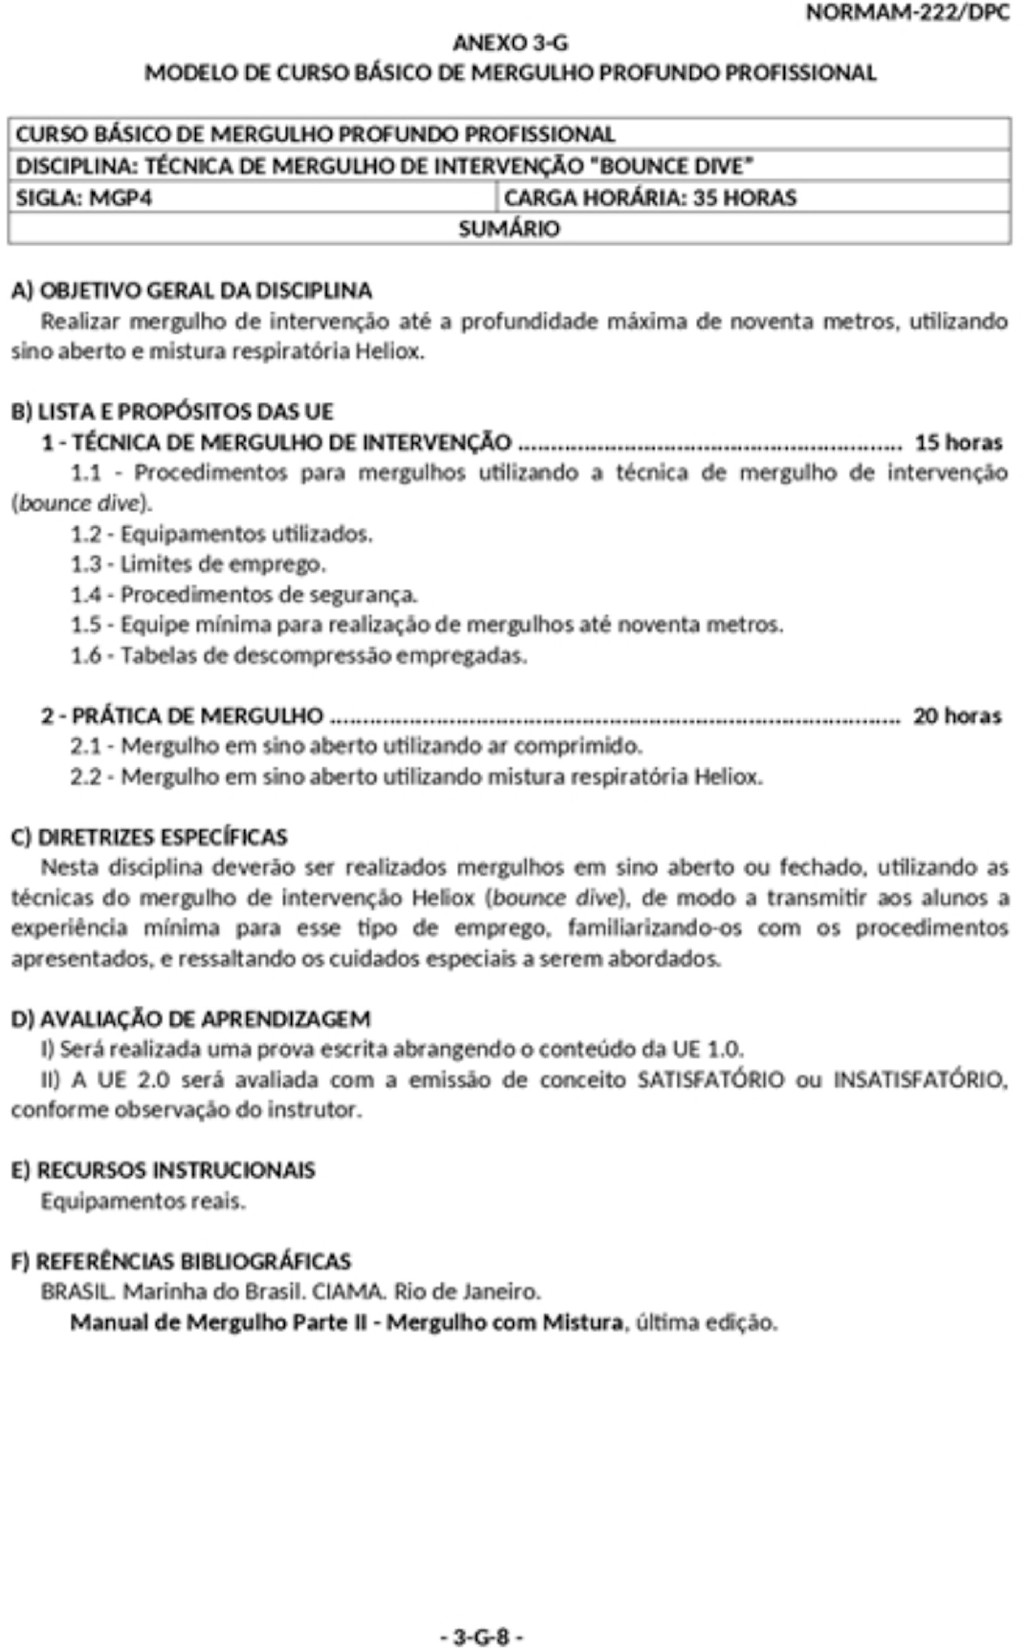 NORMAM-222/DPC
ANEXO 3-G
MODELO DE CURSO BÁSICO DE MERGULHO PROFUNDO PROFISSIONAL
CURSO BÁSICO DE MERGULHO PROFUNDO PROFISSIONAL
DISCIPLINA: TÉCNICA DE MERGULHO DE INTERVENÇÃO "BOUNCE DIVE"
SIGLA: MGP4 CARGA HORÁRIA: 35 HORAS
SUMÁRIO
A) OBJETIVO GERAL DA DISCIPLINA
Realizar mergulho de intervenção até a profundidade máxima de noventa metros, utilizando
sino aberto e mistura respiratória Heliox.
B) LISTA E PROPÓSITOS DAS UE
1 - TÉCNICA DE MERGULHO DE INTERVENÇÃO .......................................................... 15 horas
1.1 - Procedimentos para mergulhos utilizando a técnica de mergulho de intervenção
(bounce dive).
1.2 - Equipamentos utilizados.
1.3 - Limites de emprego.
1.4 - Procedimentos de segurança.
1.5 - Equipe mínima para realização de mergulhos até noventa metros.
1.6 - Tabelas de descompressão empregadas.
2 - PRÁTICA DE MERGULHO ...................................................................................... 20 horas
2.1 - Mergulho em sino aberto utilizando ar comprimido.
2.2 - Mergulho em sino aberto utilizando mistura respiratória Heliox.
C) DIRETRIZES ESPECÍFICAS
Nesta disciplina deverão ser realizados mergulhos em sino aberto ou fechado, utilizando as
técnicas do mergulho de intervenção Heliox (bounce dive), de modo a transmitir aos alunos a
experiência mínima para esse tipo de emprego, familiarizando-os com os procedimentos
apresentados, e ressaltando os cuidados especiais a serem abordados.
D) AVALIAÇÃO DE APRENDIZAGEM
I) Será realizada uma prova escrita abrangendo o conteúdo da UE 1.0.
II) A UE 2.0 será avaliada com a emissão de conceito SATISFATÓRIO ou INSATISFATÓRIO,
conforme observação do instrutor.
E) RECURSOS INSTRUCIONAIS
Equipamentos reais.
F) REFERÊNCIAS BIBLIOGRÁFICAS
BRASIL. Marinha do Brasil. CIAMA. Rio de Janeiro.
Manual de Mergulho Parte II - Mergulho com Mistura, última edição.
- 3-G-8 -